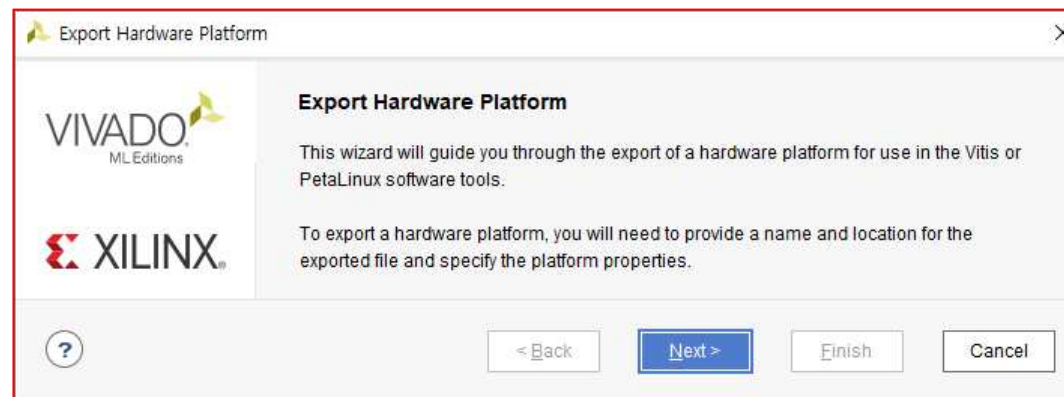 Export Hardware Platform
VIVADO.
ML Editions
XILINX.
Export Hardware Platform
This wizard will guide you through the export of a hardware platform for use in the Vitis or
PetaLinux software tools.
To export a hardware platform, you will need to provide a name and location for the
exported file and specify the platform properties.
?
< Back
Next >
Finish
Cancel